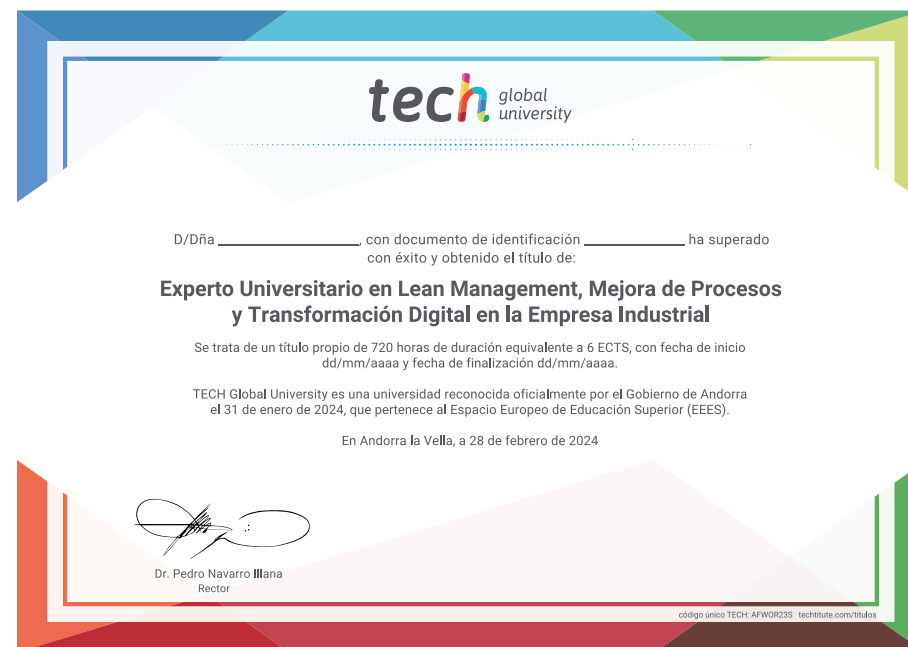 tech global university
D/Dña ____________________, con documento de identificación ______________ ha superado
con éxito y obtenido el título de:
Experto Universitario en Lean Management, Mejora de Procesos
y Transformación Digital en la Empresa Industrial
Se trata de un título propio de 720 horas de duración equivalente a 6 ECTS, con fecha de inicio
dd/mm/aaaa y fecha de finalización dd/mm/aaaa.
TECH Global University es una universidad reconocida oficialmente por el Gobierno de Andorra
el 31 de enero de 2024, que pertenece al Espacio Europeo de Educación Superior (EEES).
En Andorra la Vella, a 28 de febrero de 2024
Dr. Pedro Navarro Illana
Rector
código único TECH: AFWOR23S techtitute.com/titulos